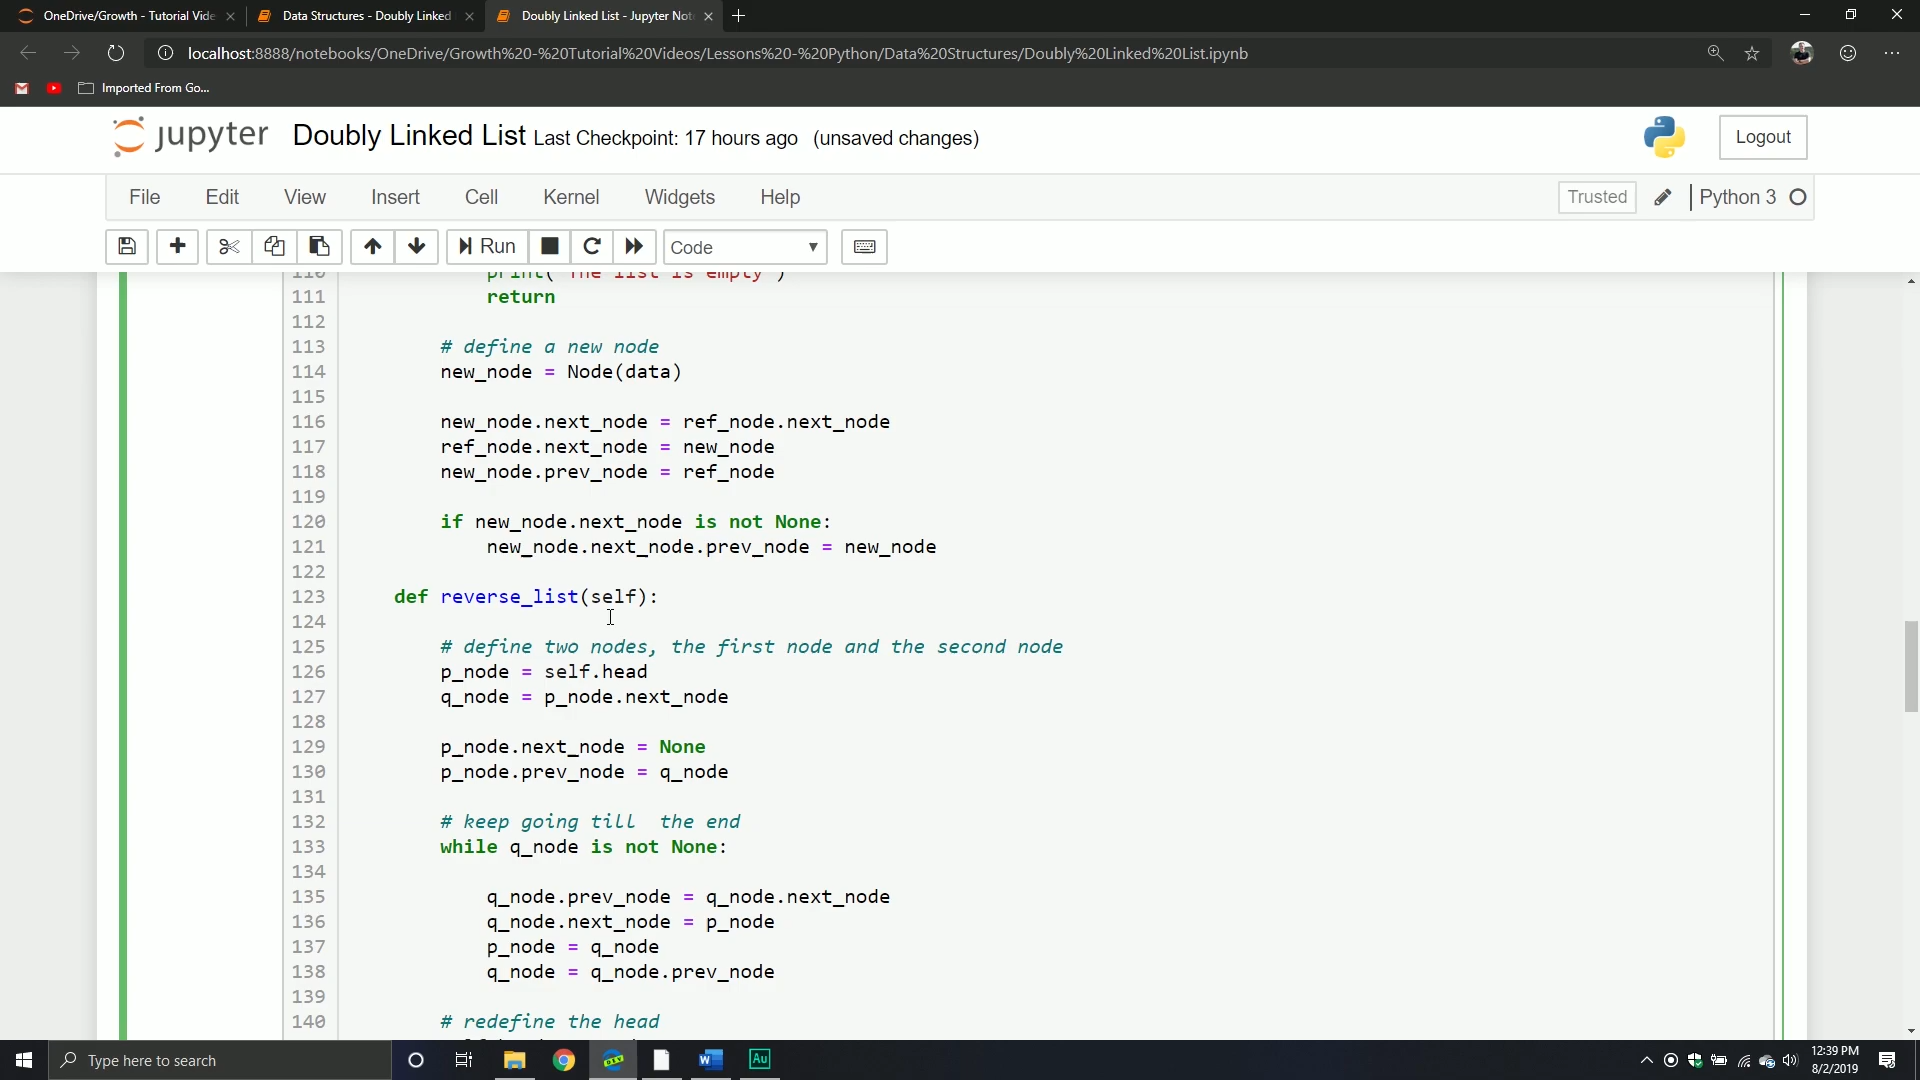 OneDrive/Growth - Tutorial Vide
Data Structures - Doubly Linked
Doubly Linked List - Jupyter Note
localhost:8888/notebooks/OneDrive/Growth%20-%20Tutorial%20Videos/Lessons%20-%20Python/Data%20Structures/Doubly%20Linked%20List.ipynb
Imported From Go...
jupyter Doubly Linked List Last Checkpoint: 17 hours ago (unsaved changes)
Logout
File Edit View Insert Cell Kernel Widgets Help
Trusted Python 3
Run Code
110 print("The list is empty")
111 return
112
113 # define a new node
114 new_node = Node(data)
115
116 new_node.next_node = ref_node.next_node
117 ref_node.next_node = new_node
118 new_node.prev_node = ref_node
119
120 if new_node.next_node is not None:
121 new_node.next_node.prev_node = new_node
122
123 def reverse_list(self):
124
125 # define two nodes, the first node and the second node
126 p_node = self.head
127 q_node = p_node.next_node
128
129 p_node.next_node = None
130 p_node.prev_node = q_node
131
132 # keep going till  the end
133 while q_node is not None:
134
135 q_node.prev_node = q_node.next_node
136 q_node.next_node = p_node
137 p_node = q_node
138 q_node = q_node.prev_node
139
140 # redefine the head
Type here to search
DEV
W
Au
12:39 PM
8/2/2019